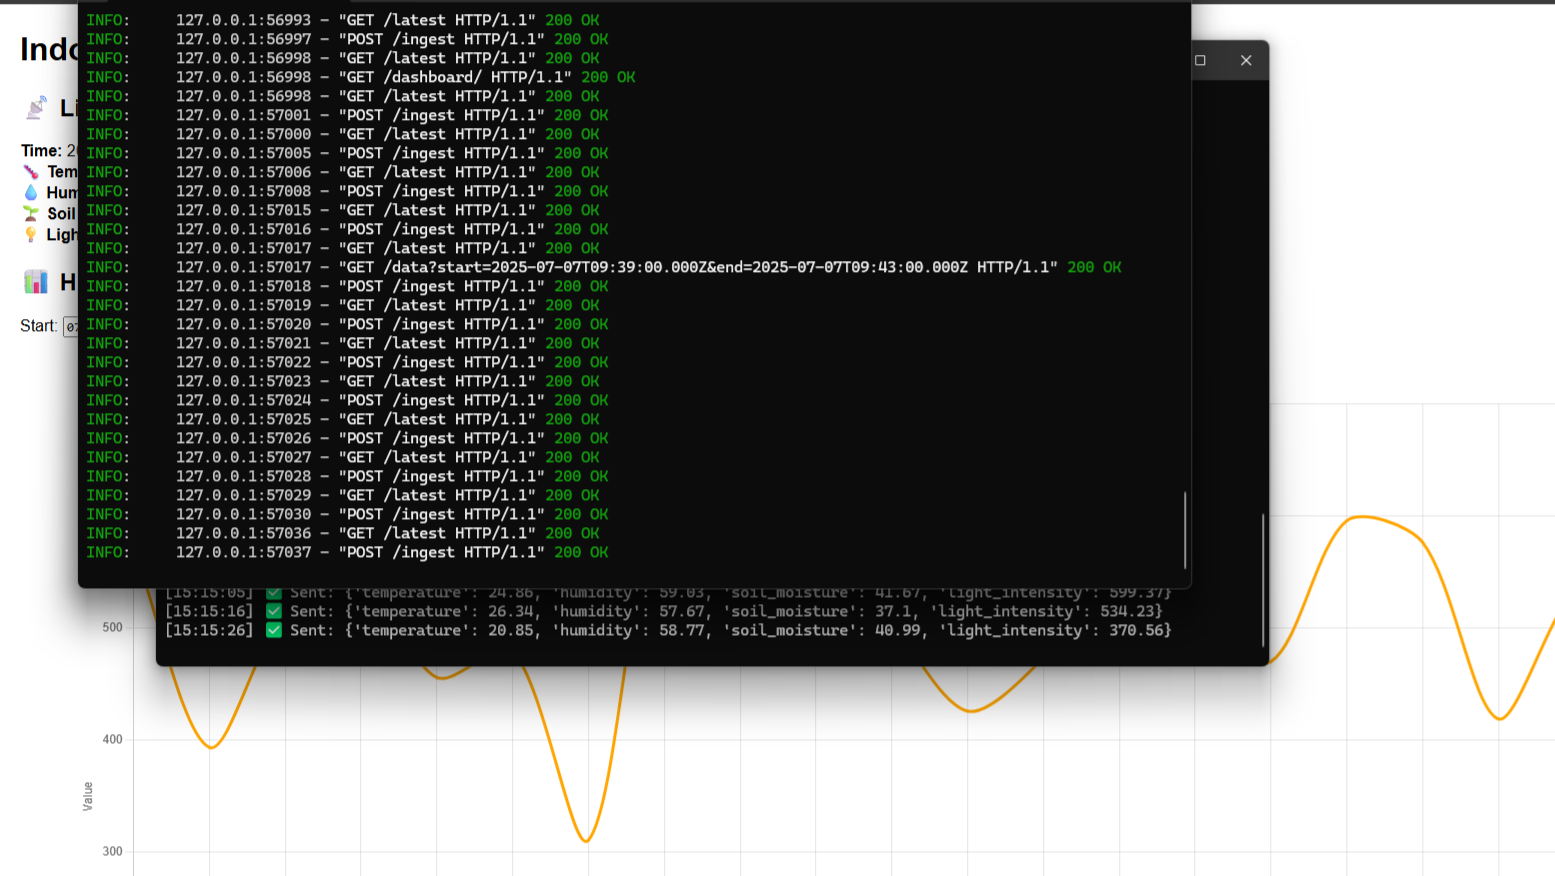 INFO:     127.0.0.1:56993 - "GET /latest HTTP/1.1" 200 OK
INFO:     127.0.0.1:56997 - "POST /ingest HTTP/1.1" 200 OK
INFO:     127.0.0.1:56998 - "GET /latest HTTP/1.1" 200 OK
INFO:     127.0.0.1:56998 - "GET /dashboard/ HTTP/1.1" 200 OK
INFO:     127.0.0.1:56998 - "GET /latest HTTP/1.1" 200 OK
INFO:     127.0.0.1:57001 - "POST /ingest HTTP/1.1" 200 OK
INFO:     127.0.0.1:57000 - "GET /latest HTTP/1.1" 200 OK
INFO:     127.0.0.1:57005 - "POST /ingest HTTP/1.1" 200 OK
INFO:     127.0.0.1:57006 - "GET /latest HTTP/1.1" 200 OK
INFO:     127.0.0.1:57008 - "POST /ingest HTTP/1.1" 200 OK
INFO:     127.0.0.1:57015 - "GET /latest HTTP/1.1" 200 OK
INFO:     127.0.0.1:57016 - "POST /ingest HTTP/1.1" 200 OK
INFO:     127.0.0.1:57017 - "GET /latest HTTP/1.1" 200 OK
INFO:     127.0.0.1:57017 - "GET /data?start=2025-07-07T09:39:00.000Z&end=2025-07-07T09:43:00.000Z HTTP/1.1" 200 OK
INFO:     127.0.0.1:57018 - "POST /ingest HTTP/1.1" 200 OK
INFO:     127.0.0.1:57019 - "GET /latest HTTP/1.1" 200 OK
INFO:     127.0.0.1:57020 - "POST /ingest HTTP/1.1" 200 OK
INFO:     127.0.0.1:57021 - "GET /latest HTTP/1.1" 200 OK
INFO:     127.0.0.1:57022 - "POST /ingest HTTP/1.1" 200 OK
INFO:     127.0.0.1:57023 - "GET /latest HTTP/1.1" 200 OK
INFO:     127.0.0.1:57024 - "POST /ingest HTTP/1.1" 200 OK
INFO:     127.0.0.1:57025 - "GET /latest HTTP/1.1" 200 OK
INFO:     127.0.0.1:57026 - "POST /ingest HTTP/1.1" 200 OK
INFO:     127.0.0.1:57027 - "GET /latest HTTP/1.1" 200 OK
INFO:     127.0.0.1:57028 - "POST /ingest HTTP/1.1" 200 OK
INFO:     127.0.0.1:57029 - "GET /latest HTTP/1.1" 200 OK
INFO:     127.0.0.1:57030 - "POST /ingest HTTP/1.1" 200 OK
INFO:     127.0.0.1:57036 - "GET /latest HTTP/1.1" 200 OK
INFO:     127.0.0.1:57037 - "POST /ingest HTTP/1.1" 200 OK
[15:15:05] ✅ Sent: {'temperature': 24.86, 'humidity': 59.03, 'soil_moisture': 41.67, 'light_intensity': 599.37}
[15:15:16] ✅ Sent: {'temperature': 26.34, 'humidity': 57.67, 'soil_moisture': 37.1, 'light_intensity': 534.23}
[15:15:26] ✅ Sent: {'temperature': 20.85, 'humidity': 58.77, 'soil_moisture': 40.99, 'light_intensity': 370.56}
Time:
Soil
Start:
500
400
300
Value